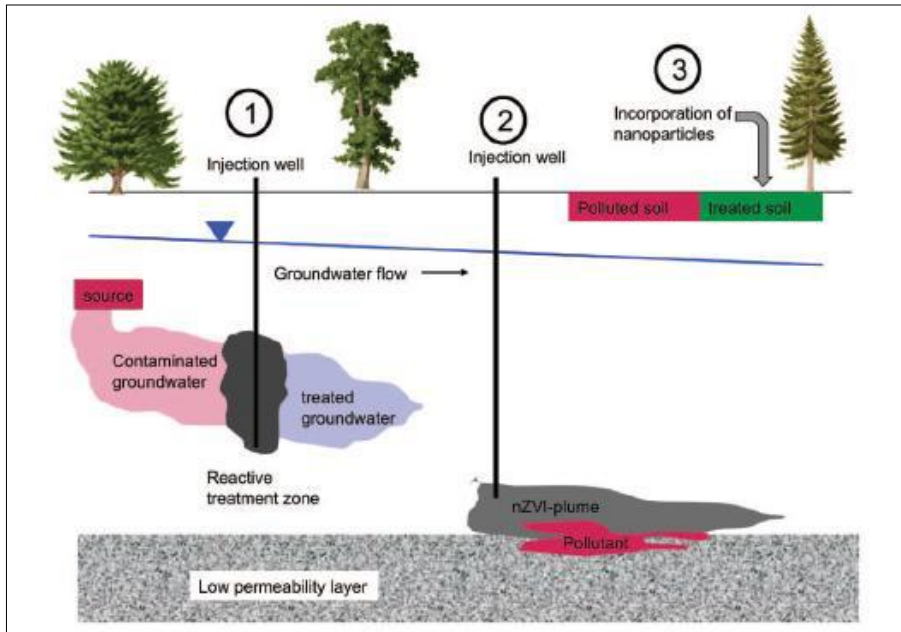 1
Injection well
2
Injection well
3
Incorporation of
nanoparticles
Polluted soil
treated soil
Groundwater flow
source
Contaminated
groundwater
treated
groundwater
Reactive
treatment zone
nZVI-plume
Pollutant
Low permeability layer